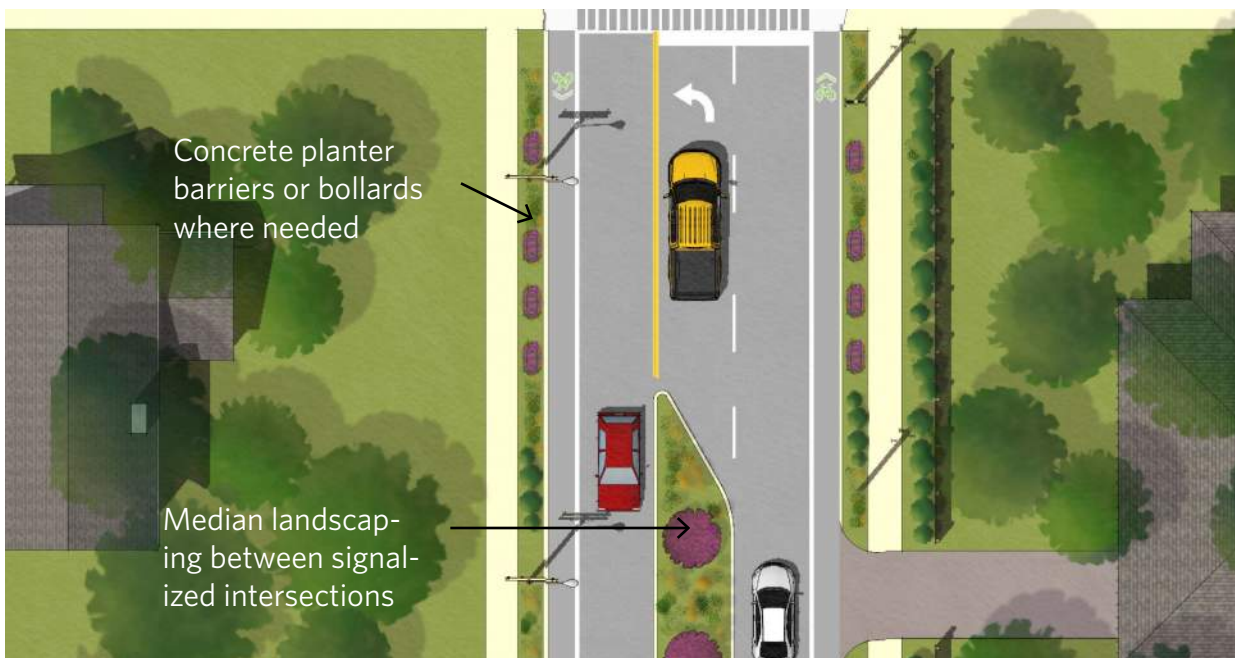 Concrete planter
barriers or bollards
where needed
Median landscap-
ing between signal-
ized intersections